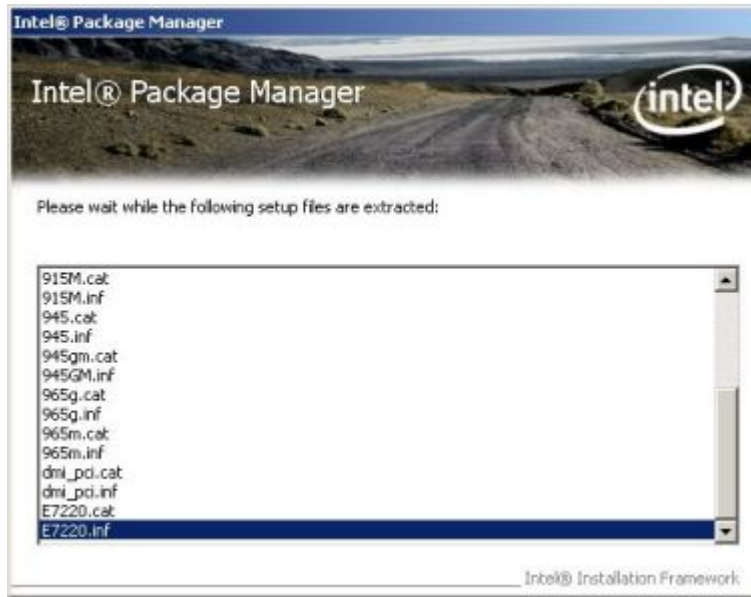 Intel® Package Manager
Intel® Package Manager
intel®
Please wait while the following setup files are extracted:
915M.cat
915M.inf
945.cat
945.inf
945gm.cat
945GM.inf
965g.cat
965g.inf
965m.cat
965m.inf
dmi_pci.cat
dmi_pci.inf
E7220.cat
E7220.inf
Intel® Installation Framework